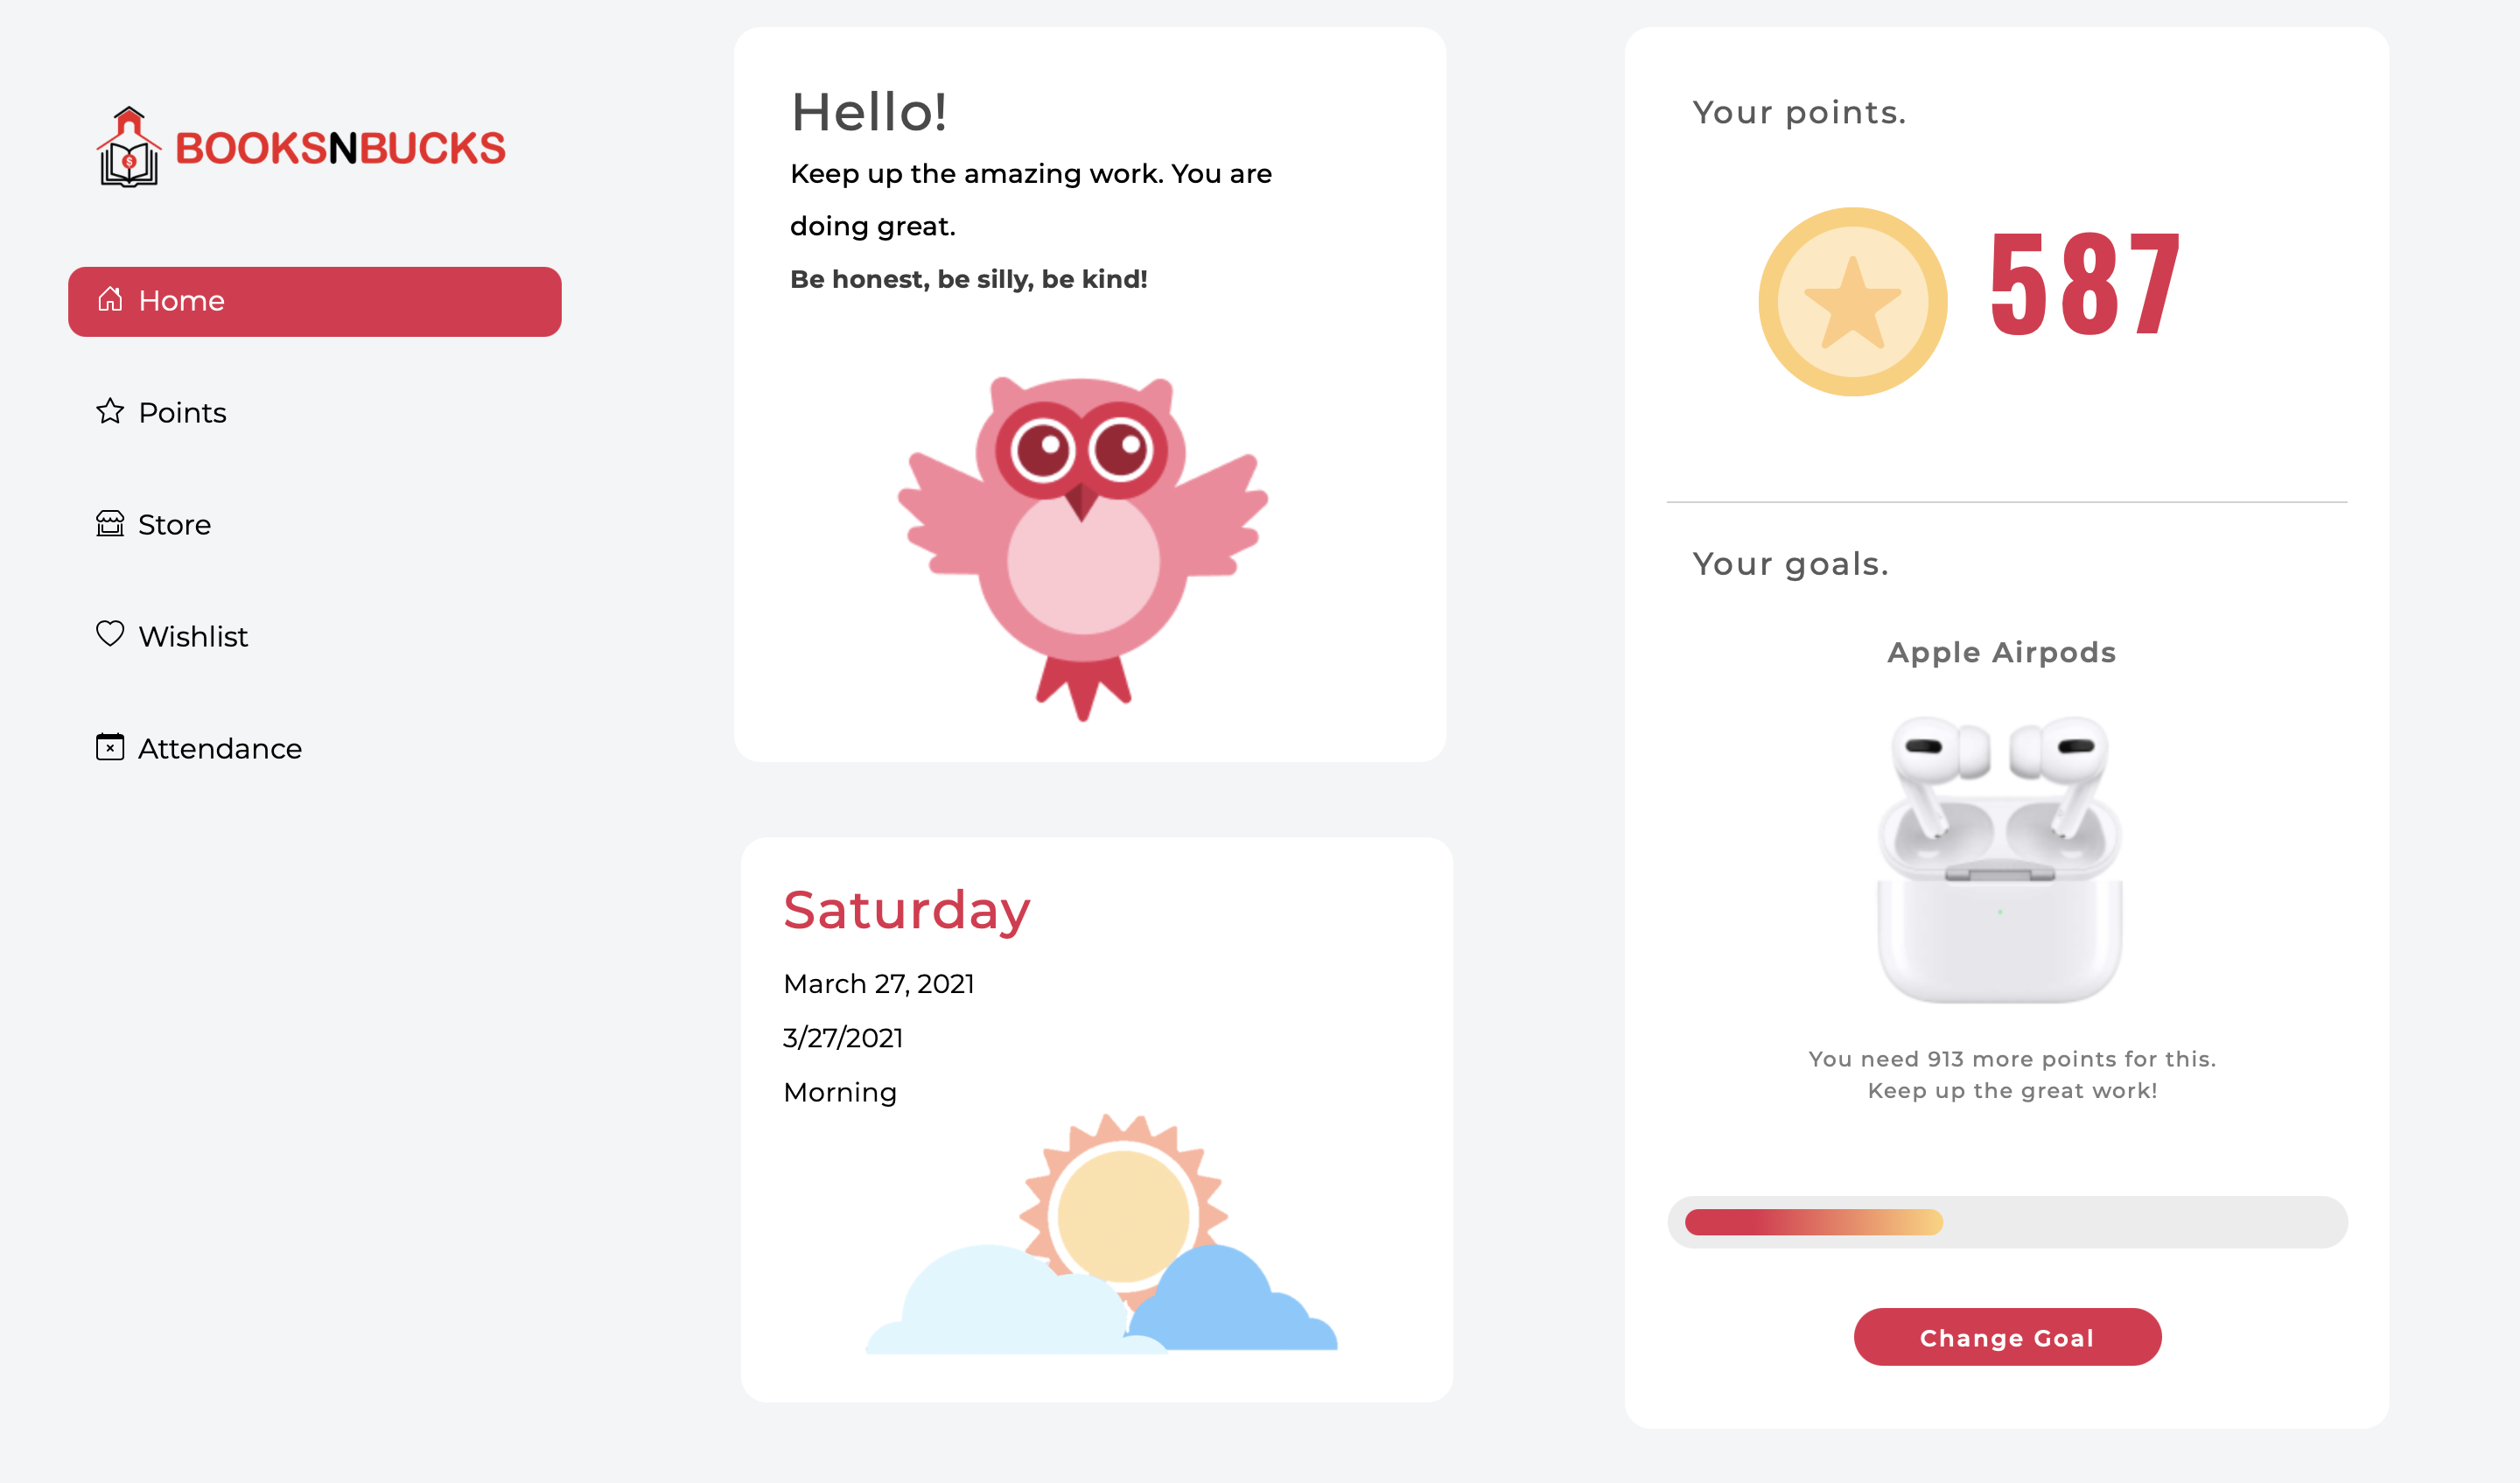 BOOKSNBUCKS
Home
Points
Store
Wishlist
Attendance
Hello!
Keep up the amazing work. You are
doing great.
Be honest, be silly, be kind!
Saturday
March 27, 2021
3/27/2021
Morning
Your points.
587
Your goals.
Apple Airpods
You need 913 more points for this.
Keep up the great work!
Change Goal